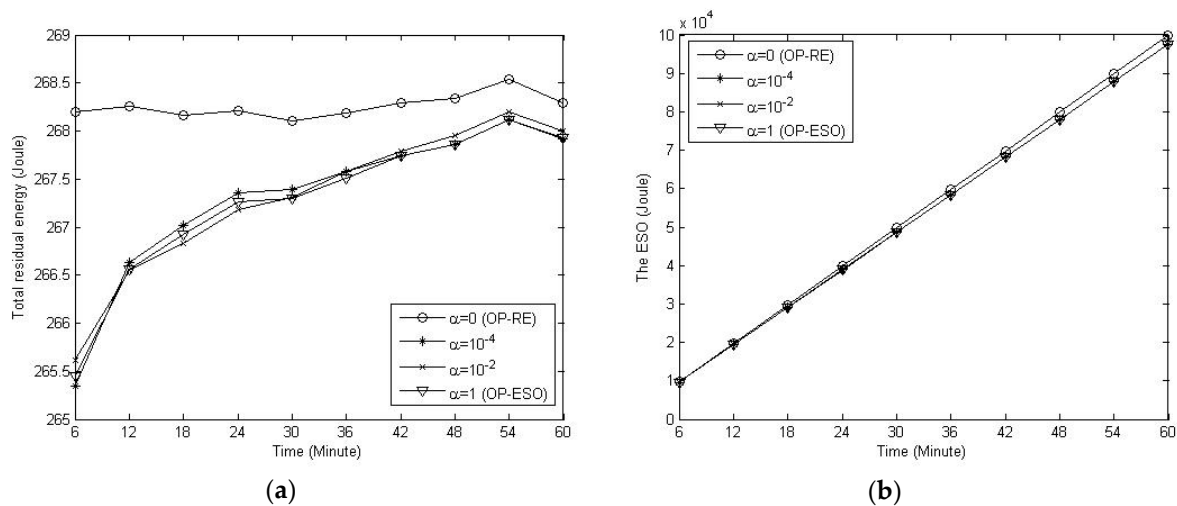 269
268.5
268
267.5
267
266.5
266
265.5
265
Total residual energy (Joule)
α=0 (OP-RE)
α=10⁻⁴
α=10⁻²
α=1 (OP-ESO)
6 12 18 24 30 36 42 48 54 60
Time (Minute)
(a)
x 10⁴
10
9
8
7
6
5
4
3
2
1
0
The ESO (Joule)
α=0 (OP-RE)
α=10⁻⁴
α=10⁻²
α=1 (OP-ESO)
6 12 18 24 30 36 42 48 54 60
Time (Minute)
(b)